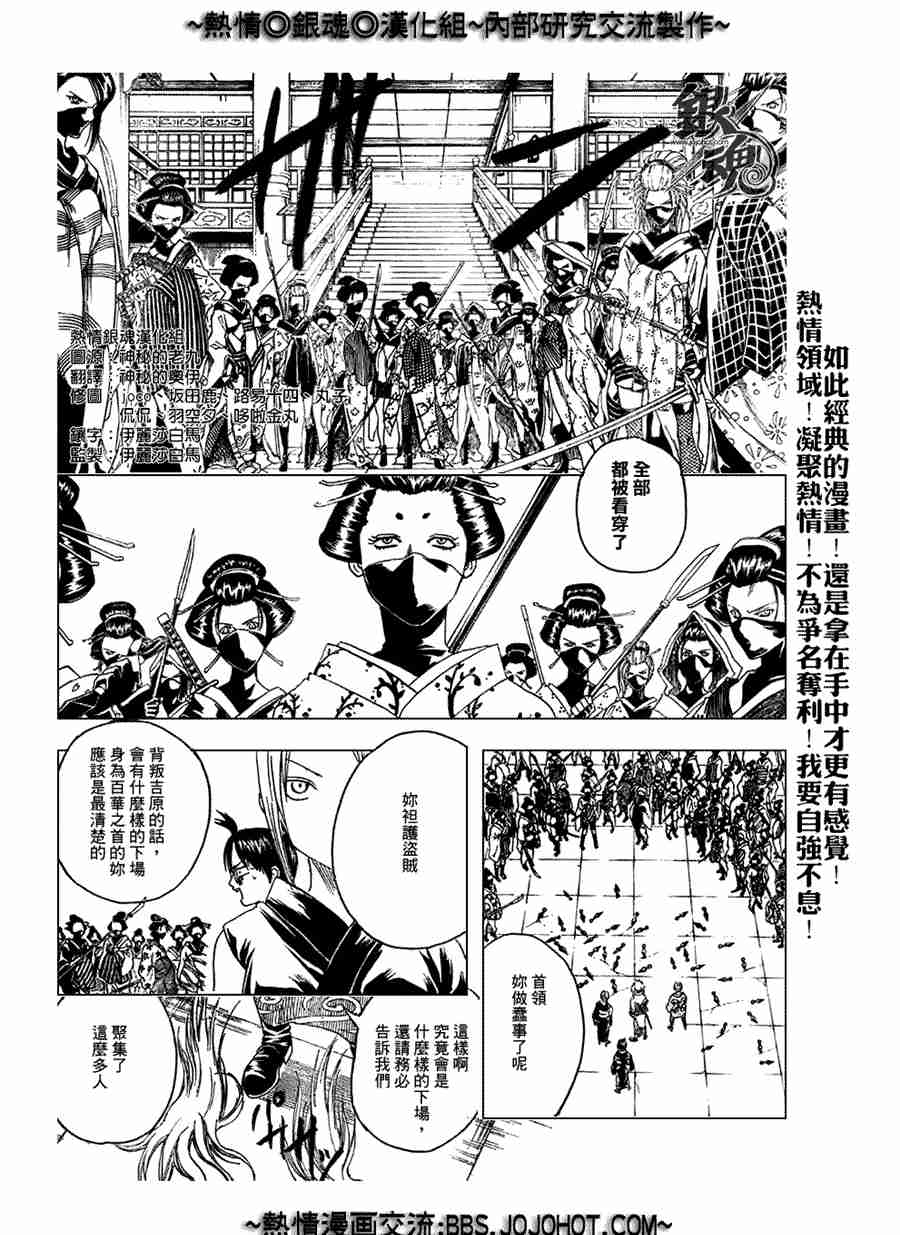 ~熱情◎銀魂◎漢化組~內部研究交流製作~
銀魂
www.jojohot.com
熱情銀魂漢化組
圖源：神秘的老九
翻譯：神秘的奧伊
修圖：joco、坂田鹿、路易十四、丸子
侃侃、羽空夕、哆啦金丸
鑲字：伊麗莎白馬
監製：伊麗莎白馬
如此經典的漫畫！還是拿在手中才更有感覺！
熱情領域！凝聚熱情！不為爭名奪利！我要自強不息！
全部
都被看穿了
首領
妳做蠢事了呢
妳袒護盜賊
背叛吉原的話，
會有什麼樣的下場
身為百華之首的妳
應該是最清楚的
這樣啊
究竟會是
什麼樣的下場，
還請務必
告訴我們
聚集了
這麼多人
~熱情漫画交流:BBS.JOJOHOT.COM~